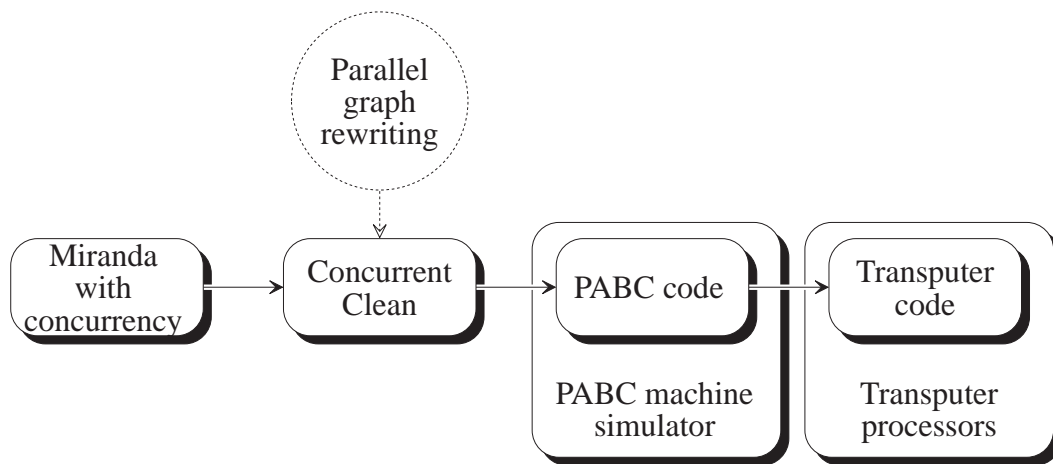 Parallel
graph
rewriting
Miranda
with
concurrency
Concurrent
Clean
PABC code
Transputer
code
PABC machine
simulator
Transputer
processors